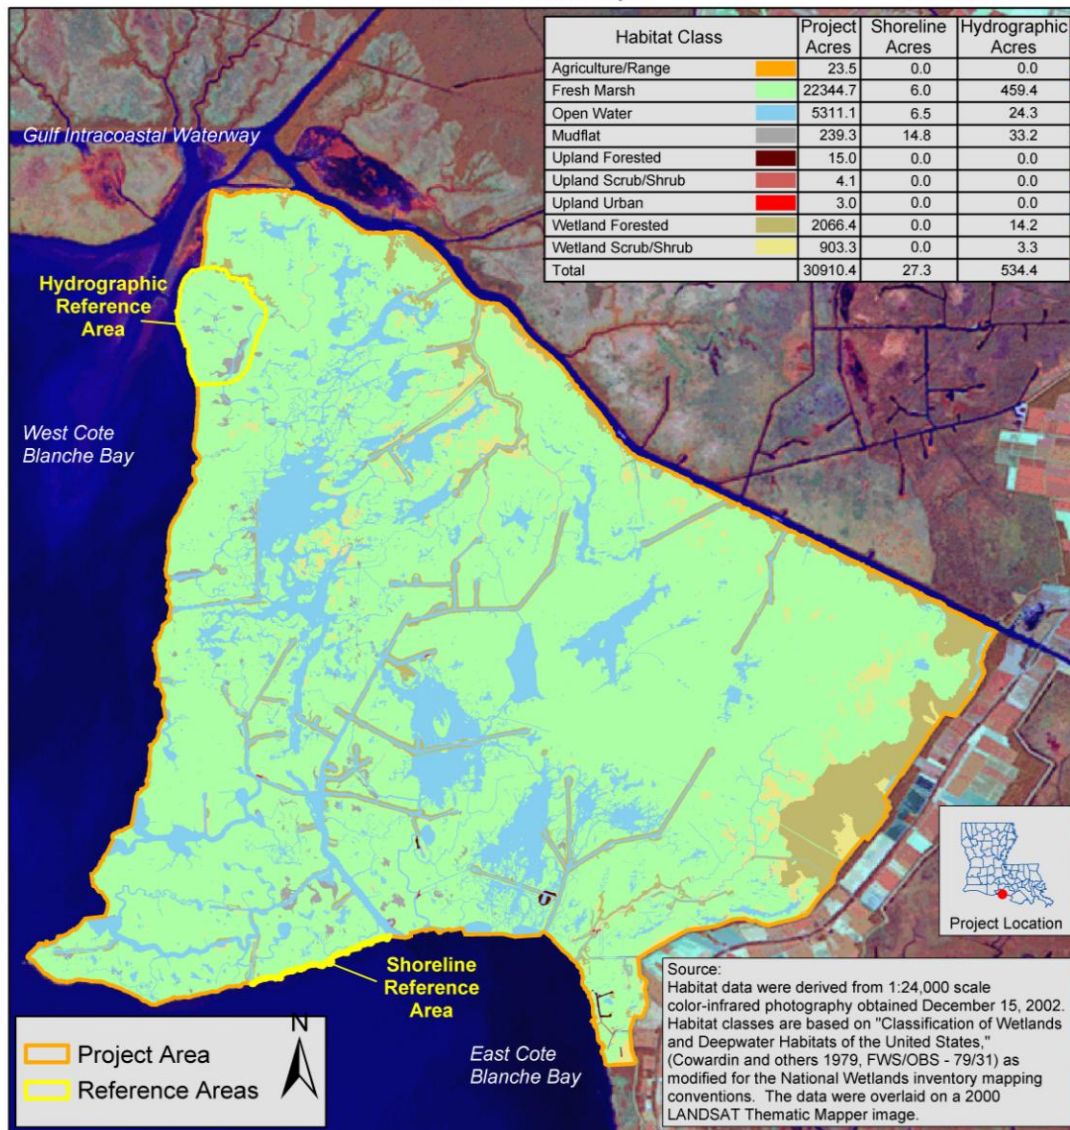 Habitat Class Project Acres Shoreline Acres Hydrographic Acres
Agriculture/Range 23.5 0.0 0.0
Fresh Marsh 22344.7 6.0 459.4
Open Water 5311.1 6.5 24.3
Mudflat 239.3 14.8 33.2
Upland Forested 15.0 0.0 0.0
Upland Scrub/Shrub 4.1 0.0 0.0
Upland Urban 3.0 0.0 0.0
Wetland Forested 2066.4 0.0 14.2
Wetland Scrub/Shrub 903.3 0.0 3.3
Total 30910.4 27.3 534.4
Gulf Intracoastal Waterway
Hydrographic
Reference
Area
West Cote
Blanche Bay
Project Location
Shoreline
Reference
Area
East Cote
Blanche Bay
N
Project Area
Reference Areas
Source:
Habitat data were derived from 1:24,000 scale
color-infrared photography obtained December 15, 2002.
Habitat classes are based on "Classification of Wetlands
and Deepwater Habitats of the United States,"
(Cowardin and others 1979, FWS/OBS - 79/31) as
modified for the National Wetlands inventory mapping
conventions. The data were overlaid on a 2000
LANDSAT Thematic Mapper image.